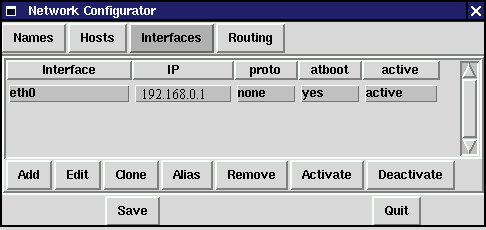 Network Configurator
Names Hosts Interfaces Routing
Interface IP proto atboot active
eth0 192.168.0.1 none yes active
Add Edit Clone Alias Remove Activate Deactivate
Save Quit